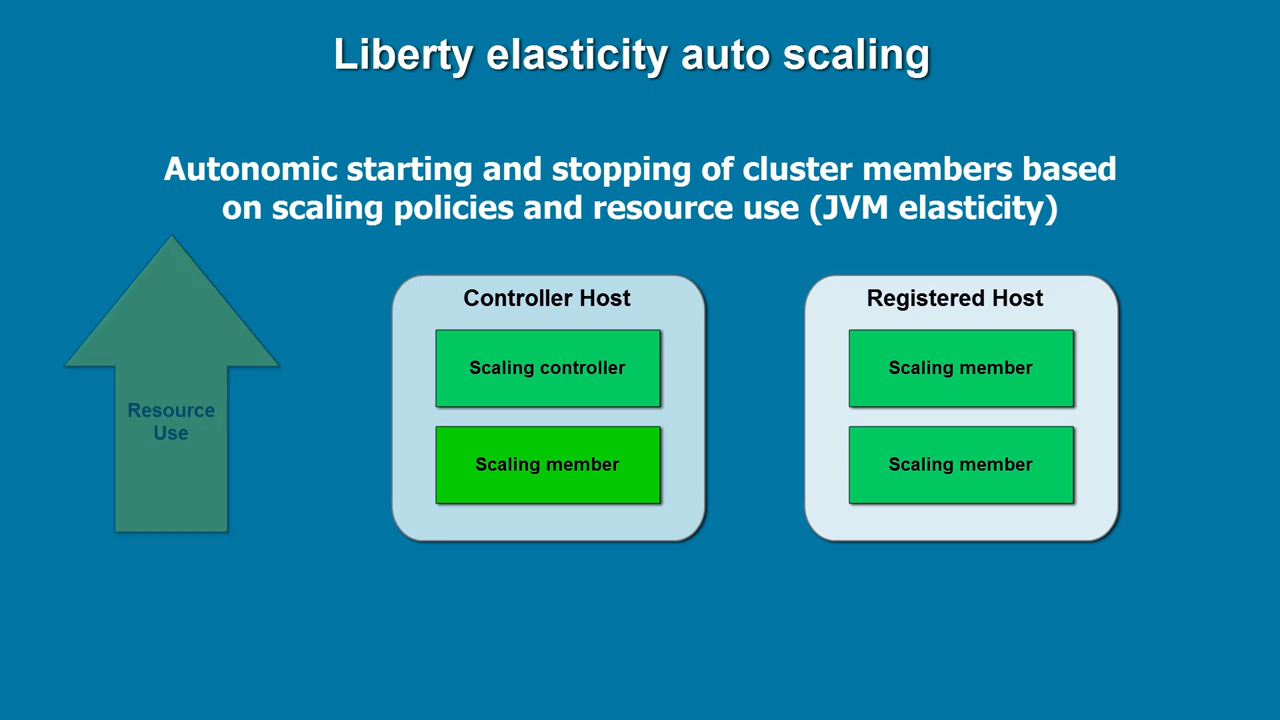 Liberty elasticity auto scaling
Autonomic starting and stopping of cluster members based
on scaling policies and resource use (JVM elasticity)
Resource
Use
Controller Host
Scaling controller
Scaling member
Registered Host
Scaling member
Scaling member